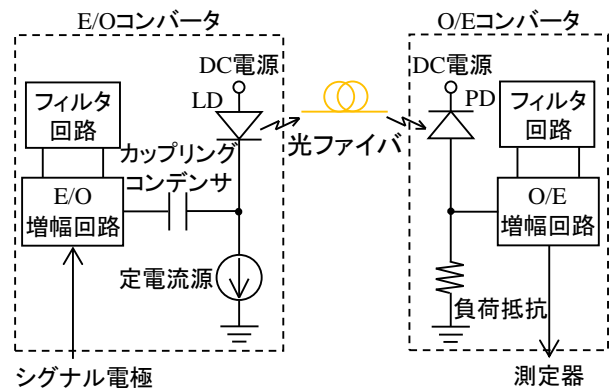 E/Oコンバータ
DC電源
LD
フィルタ
回路
カップリング
コンデンサ
E/O
増幅回路
定電流源
シグナル電極
光ファイバ
O/Eコンバータ
DC電源
PD
フィルタ
回路
O/E
増幅回路
負荷抵抗
測定器